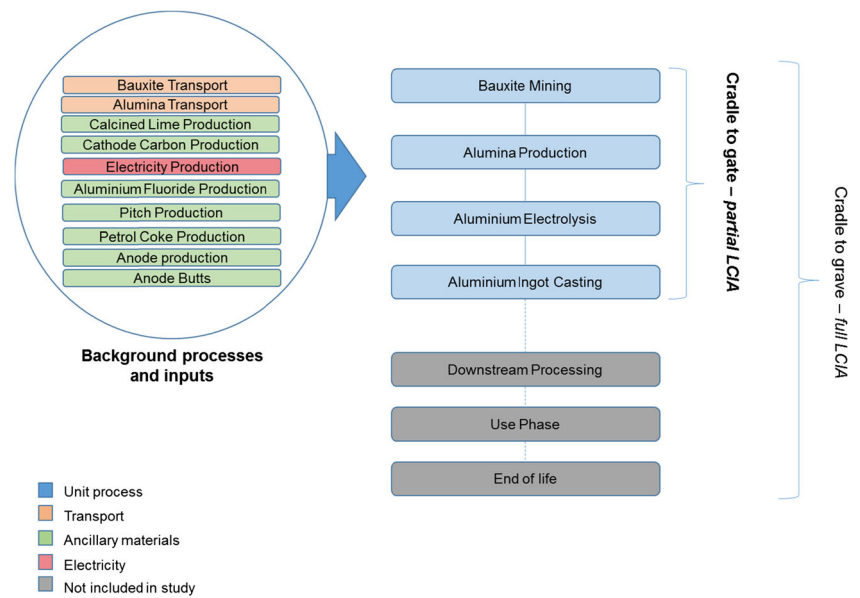 Bauxite Transport
Alumina Transport
Calcined Lime Production
Cathode Carbon Production
Electricity Production
Aluminium Fluoride Production
Pitch Production
Petrol Coke Production
Anode production
Anode Butts
Background processes
and inputs
Bauxite Mining
Alumina Production
Aluminium Electrolysis
Aluminium Ingot Casting
Downstream Processing
Use Phase
End of life
Cradle to gate – partial LCIA
Cradle to grave – full LCIA
Unit process
Transport
Ancillary materials
Electricity
Not included in study